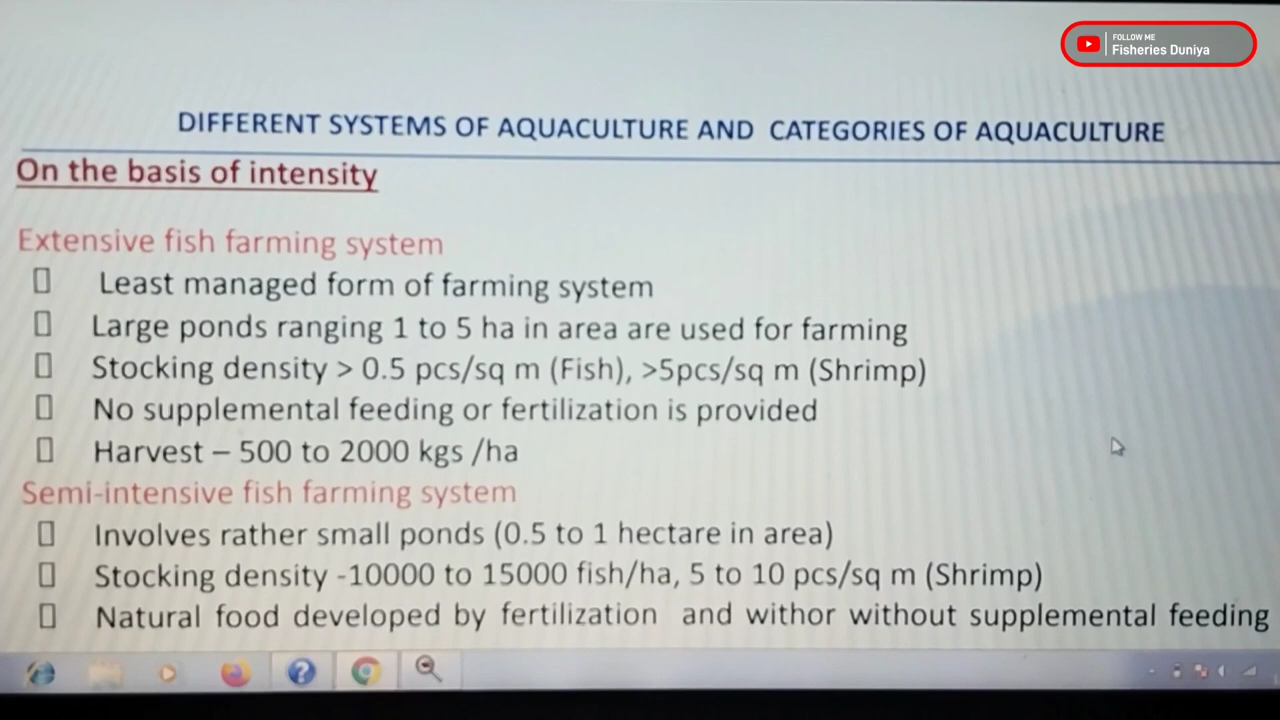 FOLLOW ME
Fisheries Duniya
DIFFERENT SYSTEMS OF AQUACULTURE AND CATEGORIES OF AQUACULTURE
On the basis of intensity
Extensive fish farming system
Least managed form of farming system
Large ponds ranging 1 to 5 ha in area are used for farming
Stocking density > 0.5 pcs/sq m (Fish), >5pcs/sq m (Shrimp)
No supplemental feeding or fertilization is provided
Harvest – 500 to 2000 kgs /ha
Semi-intensive fish farming system
Involves rather small ponds (0.5 to 1 hectare in area)
Stocking density -10000 to 15000 fish/ha, 5 to 10 pcs/sq m (Shrimp)
Natural food developed by fertilization and withor without supplemental feeding